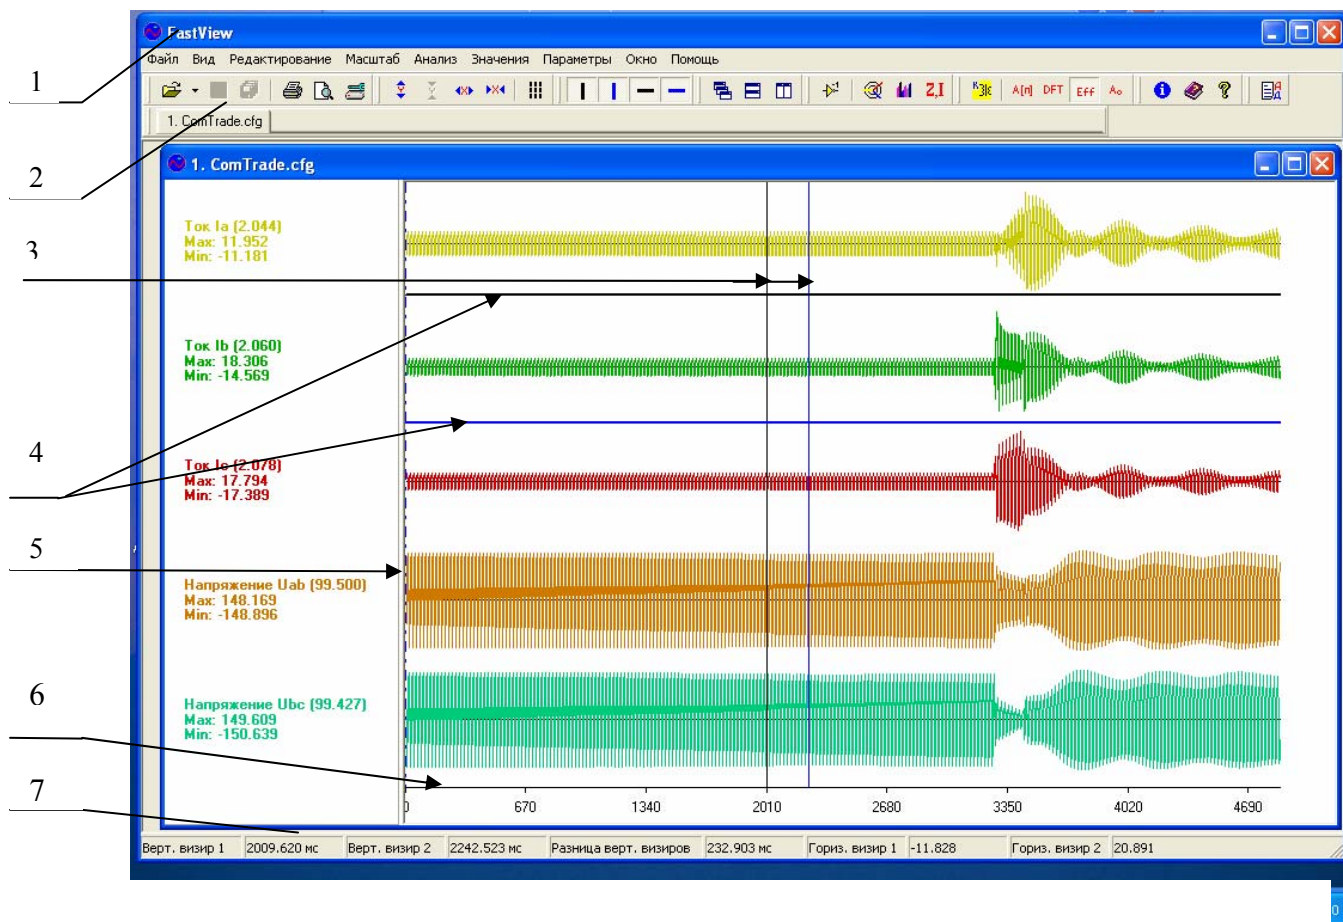 FastView
Файл Вид Редактирование Масштаб Анализ Значения Параметры Окно Помощь
1
Z,I A[n] DFT Eff Ao
1. ComTrade.cfg
1. ComTrade.cfg
2
Ток Ia (2.044)
Max: 11.952
Min: -11.181
3
Ток Ib (2.060)
Max: 18.306
Min: -14.569
4
Ток Ic (2.078)
Max: 17.794
Min: -17.389
5
Напряжение Uab (99.500)
Max: 148.169
Min: -148.896
6
Напряжение Ubc (99.427)
Max: 149.609
Min: -150.639
7
0 670 1340 2010 2680 3350 4020 4690
Верт. визир 1 2009.620 мс Верт. визир 2 2242.523 мс Разница верт. визиров 232.903 мс Гориз. визир 1 -11.828 Гориз. визир 2 20.891